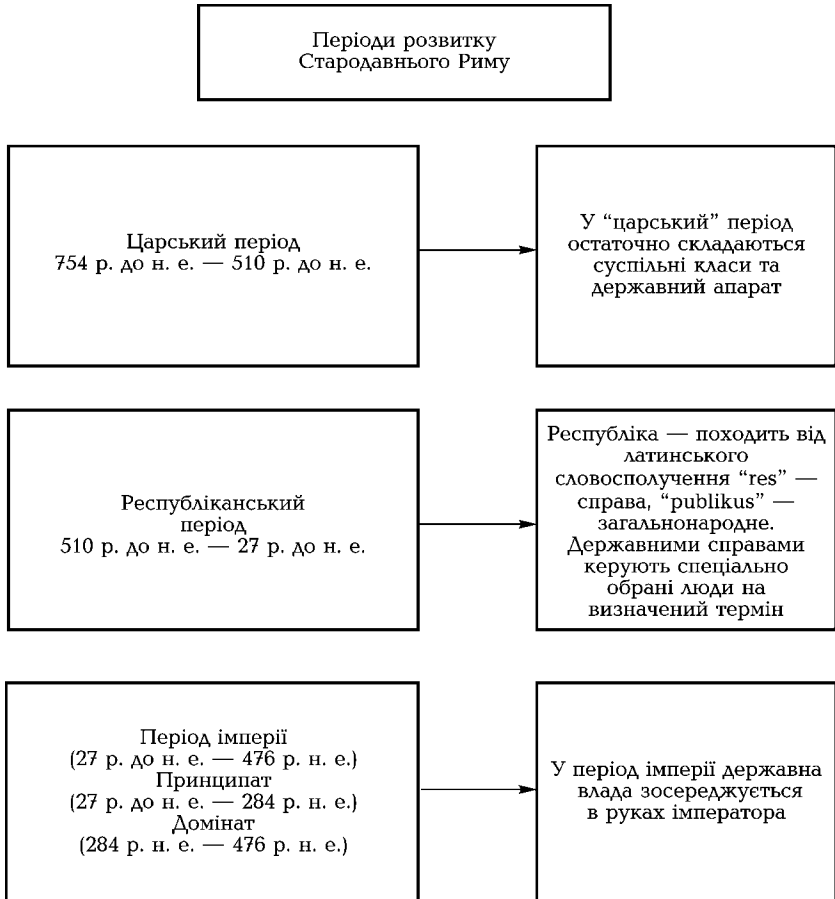 Періоди розвитку
Стародавнього Риму
Царський період
754 р. до н. е. — 510 р. до н. е.
У “царський” період
остаточно складаються
суспільні класи та
державний апарат
Республіканський
період
510 р. до н. е. — 27 р. до н. е.
Республіка — походить від
латинського
словосполучення “res” —
справа, “publikus” —
загальнонародне.
Державними справами
керують спеціально
обрані люди на
визначений термін
Період імперії
(27 р. до н. е. — 476 р. н. е.)
Принципат
(27 р. до н. е. — 284 р. н. е.)
Домінат
(284 р. н. е. — 476 р. н. е.)
У період імперії державна
влада зосереджується
в руках імператора